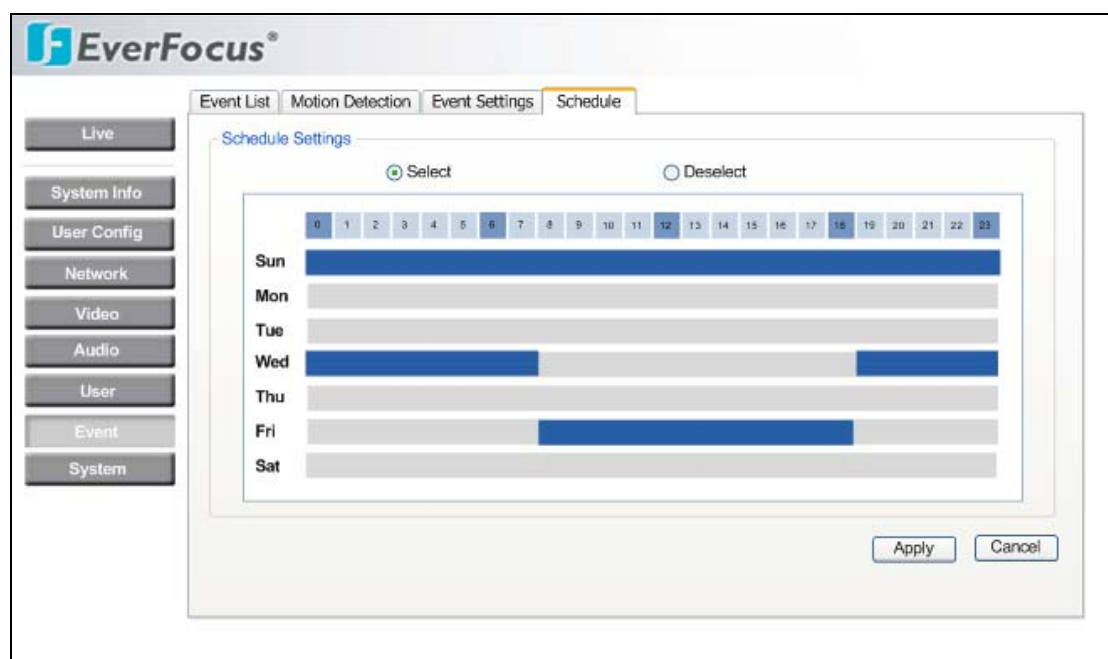 EverFocus®
Event List Motion Detection Event Settings Schedule
Live
System Info
User Config
Network
Video
Audio
User
Event
System
Schedule Settings
Select Deselect
0 1 2 3 4 5 6 7 8 9 10 11 12 13 14 15 16 17 18 19 20 21 22 23
Sun
Mon
Tue
Wed
Thu
Fri
Sat
Apply Cancel